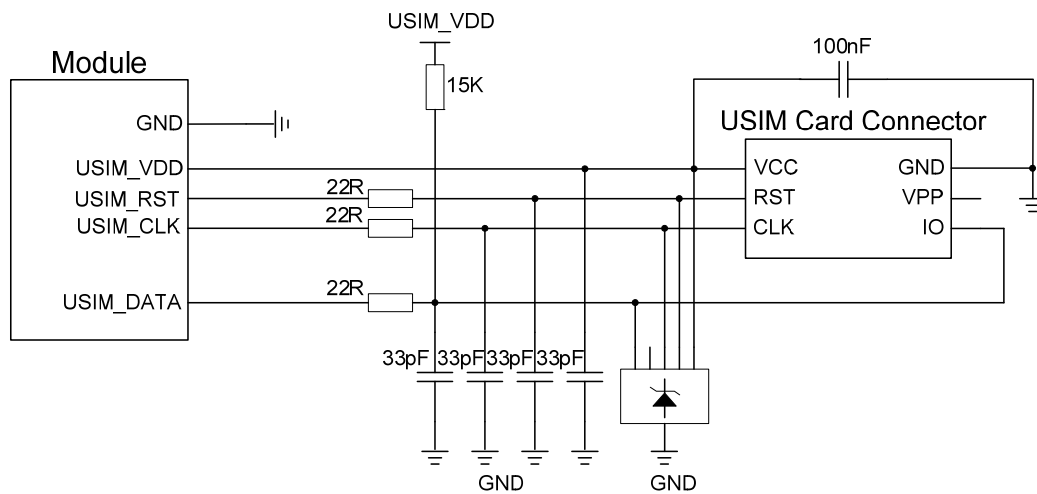 USIM_VDD
100nF
Module
15K
USIM Card Connector
GND
USIM_VDD
VCC
GND
22R
USIM_RST
RST
VPP
22R
USIM_CLK
CLK
IO
22R
USIM_DATA
33pF 33pF 33pF 33pF
GND
GND